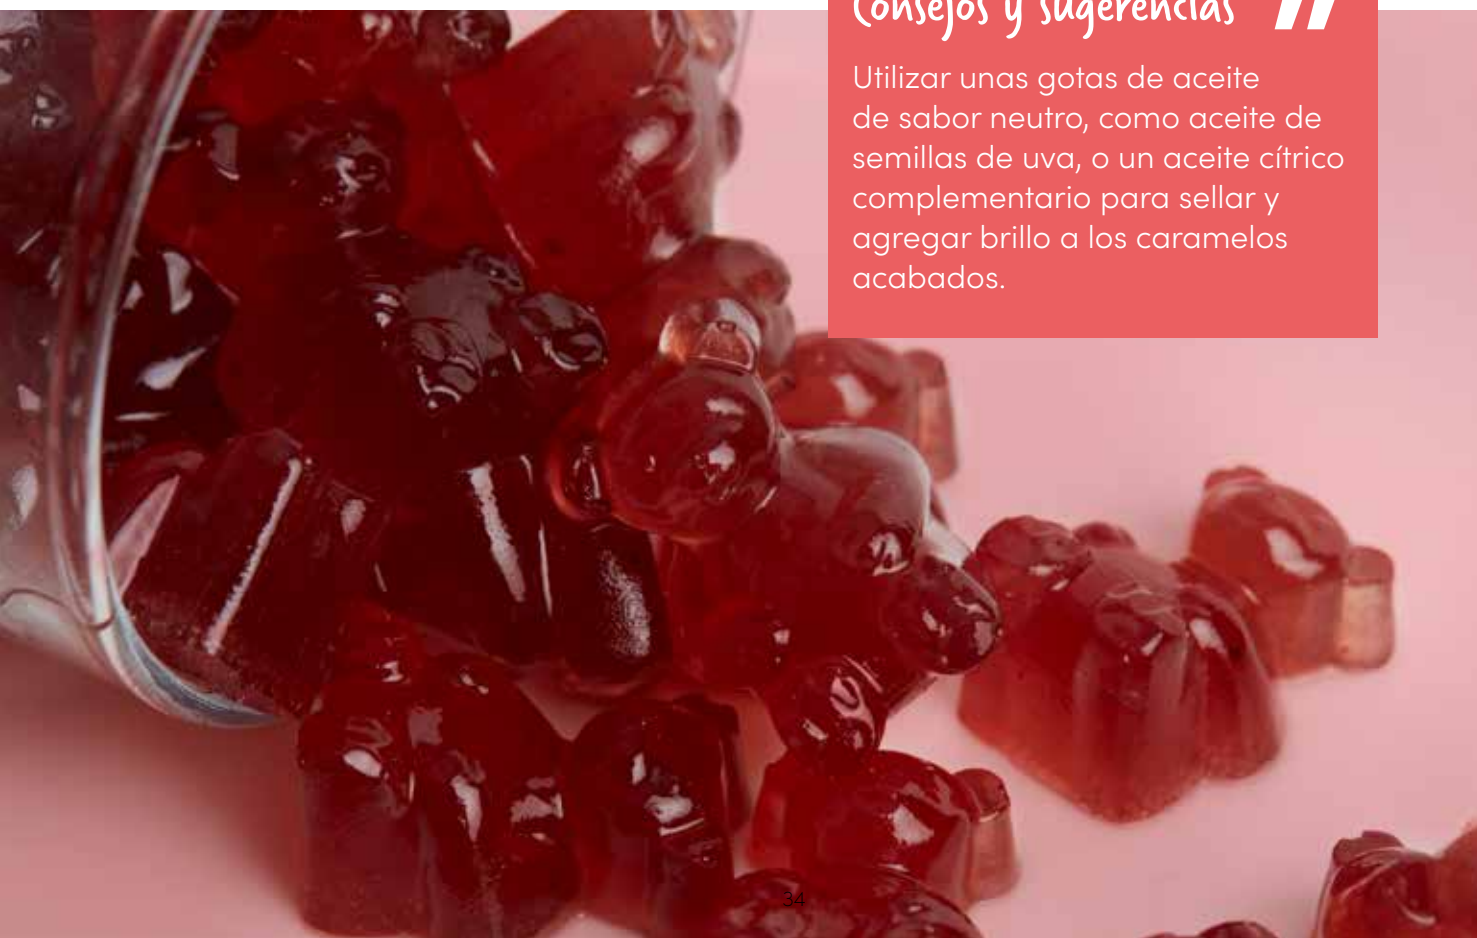 Consejos y sugerencias "
Utilizar unas gotas de aceite
de sabor neutro, como aceite de
semillas de uva, o un aceite cítrico
complementario para sellar y
agregar brillo a los caramelos
acabados.
34